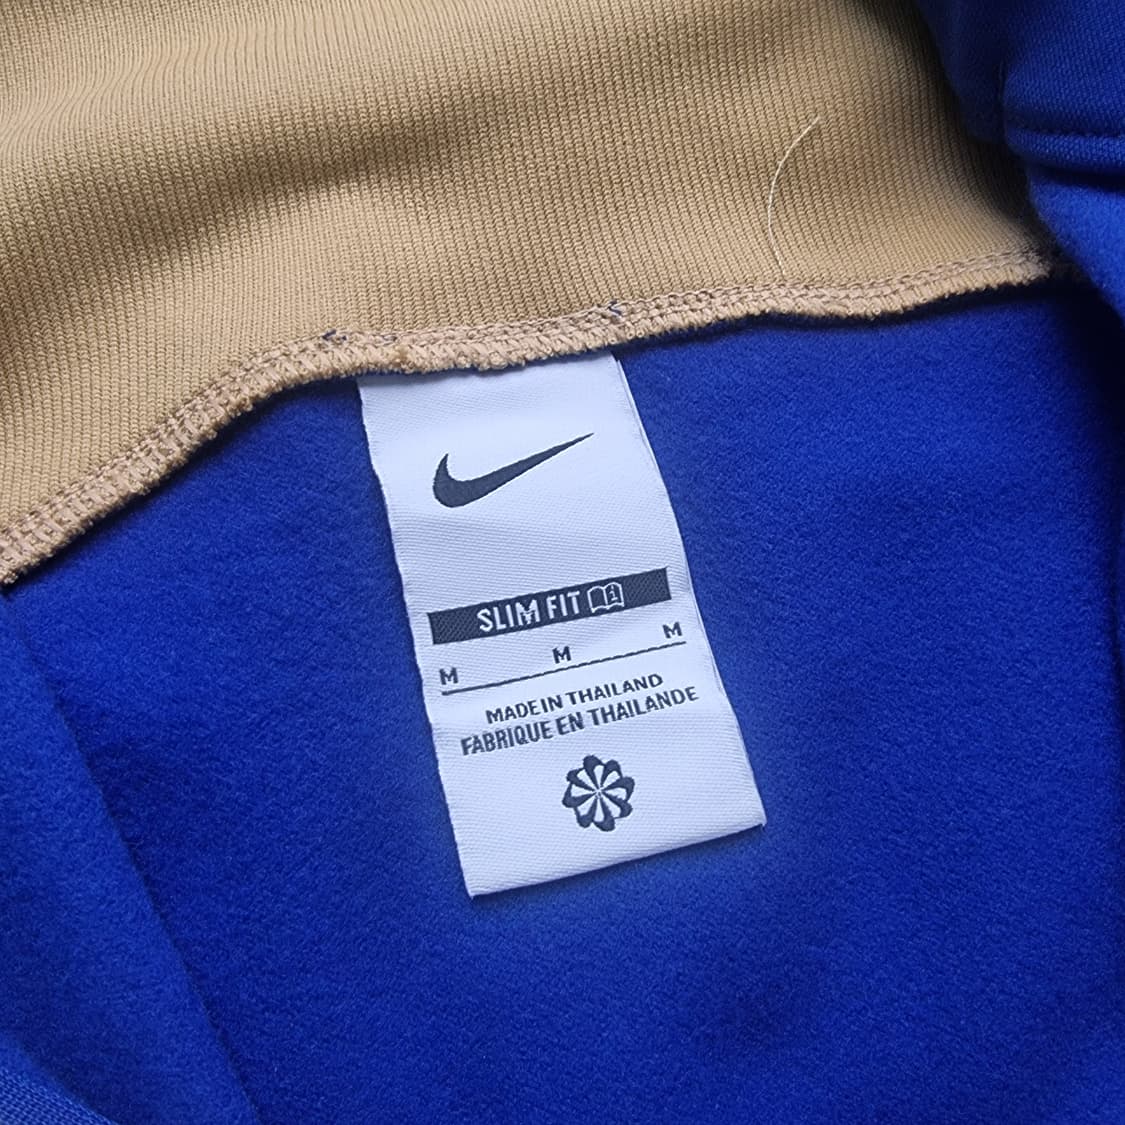 SLIM FIT
M M M
MADE IN THAILAND
FABRIQUE EN THAILANDE